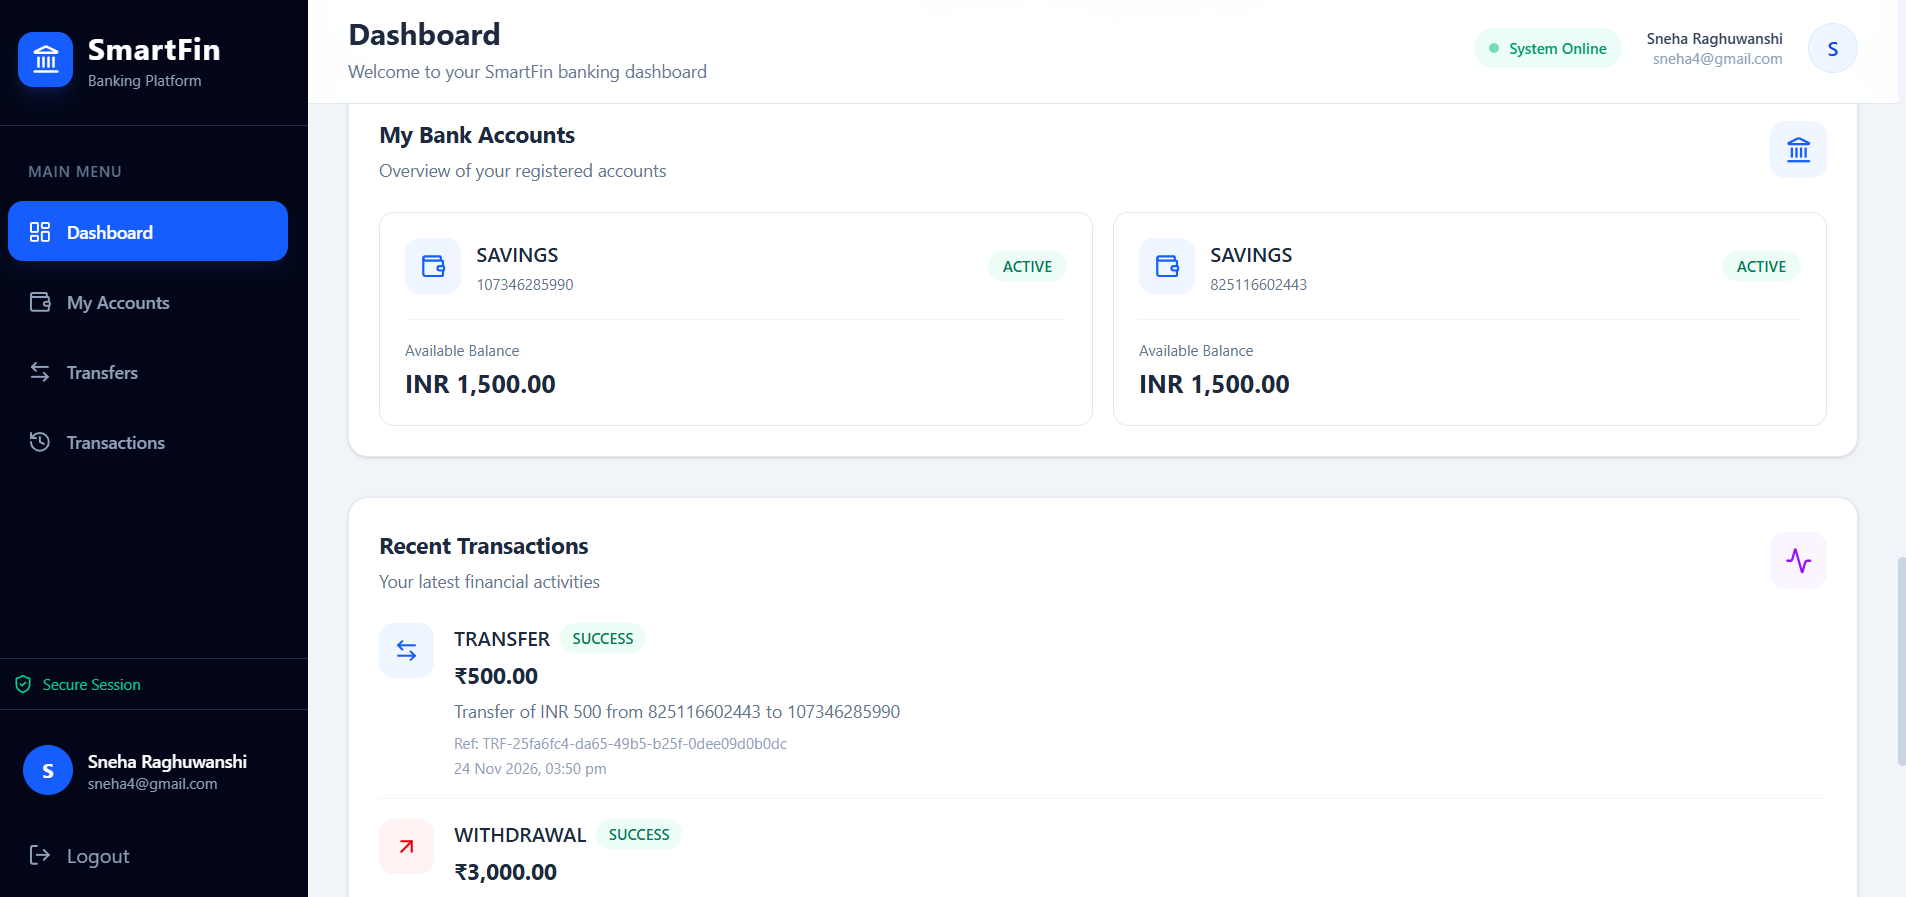 SmartFin
Banking Platform
MAIN MENU
Dashboard
My Accounts
Transfers
Transactions
Secure Session
S
Sneha Raghuwanshi
sneha4@gmail.com
Logout
Dashboard
Welcome to your SmartFin banking dashboard
System Online
Sneha Raghuwanshi
sneha4@gmail.com
S
My Bank Accounts
Overview of your registered accounts
SAVINGS
107346285990
ACTIVE
Available Balance
INR 1,500.00
SAVINGS
825116602443
ACTIVE
Available Balance
INR 1,500.00
Recent Transactions
Your latest financial activities
TRANSFER SUCCESS
₹500.00
Transfer of INR 500 from 825116602443 to 107346285990
Ref: TRF-25fa6fc4-da65-49b5-b25f-0dee09d0b0dc
24 Nov 2026, 03:50 pm
WITHDRAWAL SUCCESS
₹3,000.00